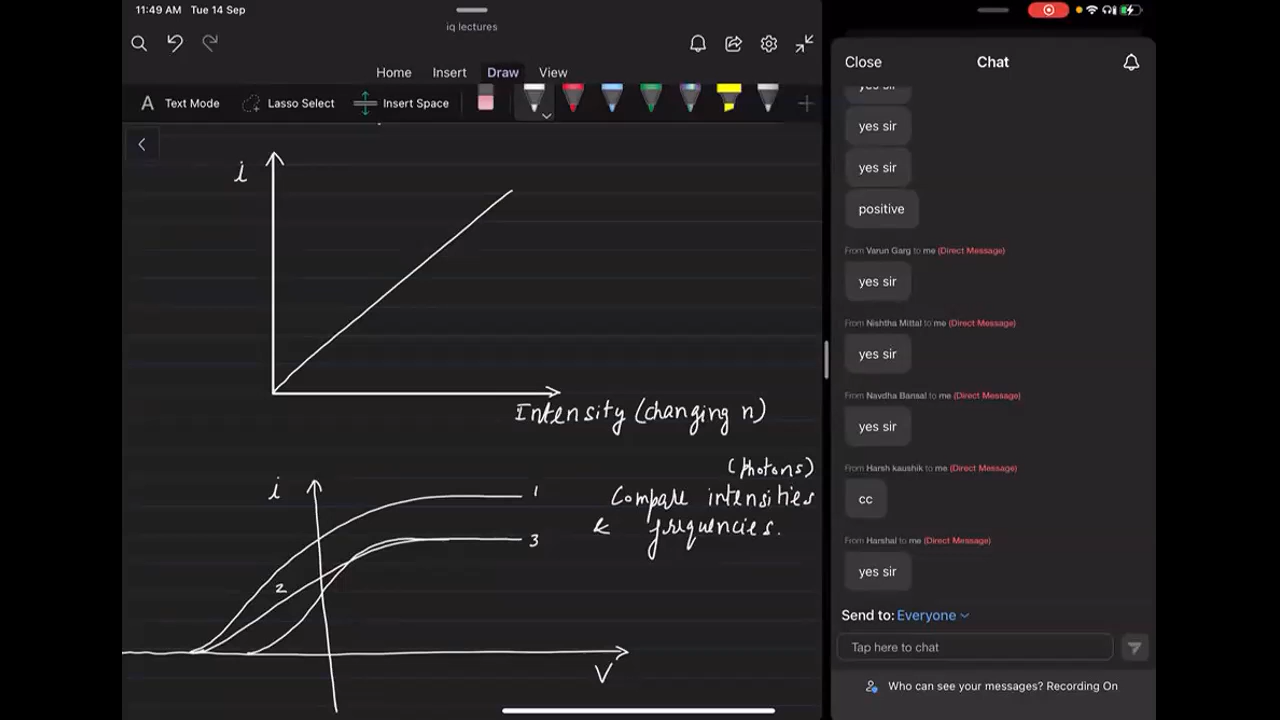 11:49 AM Tue 14 Sep
iq lectures
Home Insert Draw View
A Text Mode Lasso Select Insert Space
i
Intensity (changing n)
(photons)
Compare intensities
& frequencies.
i
1
3
2
V
Close Chat
yes sir
yes sir
yes sir
positive
From Varun Garg to me (Direct Message)
yes sir
From Nishtha Mittal to me (Direct Message)
yes sir
From Navdha Bansal to me (Direct Message)
yes sir
From Harsh kaushik to me (Direct Message)
cc
From Harshal to me (Direct Message)
yes sir
Send to: Everyone
Tap here to chat
Who can see your messages? Recording On